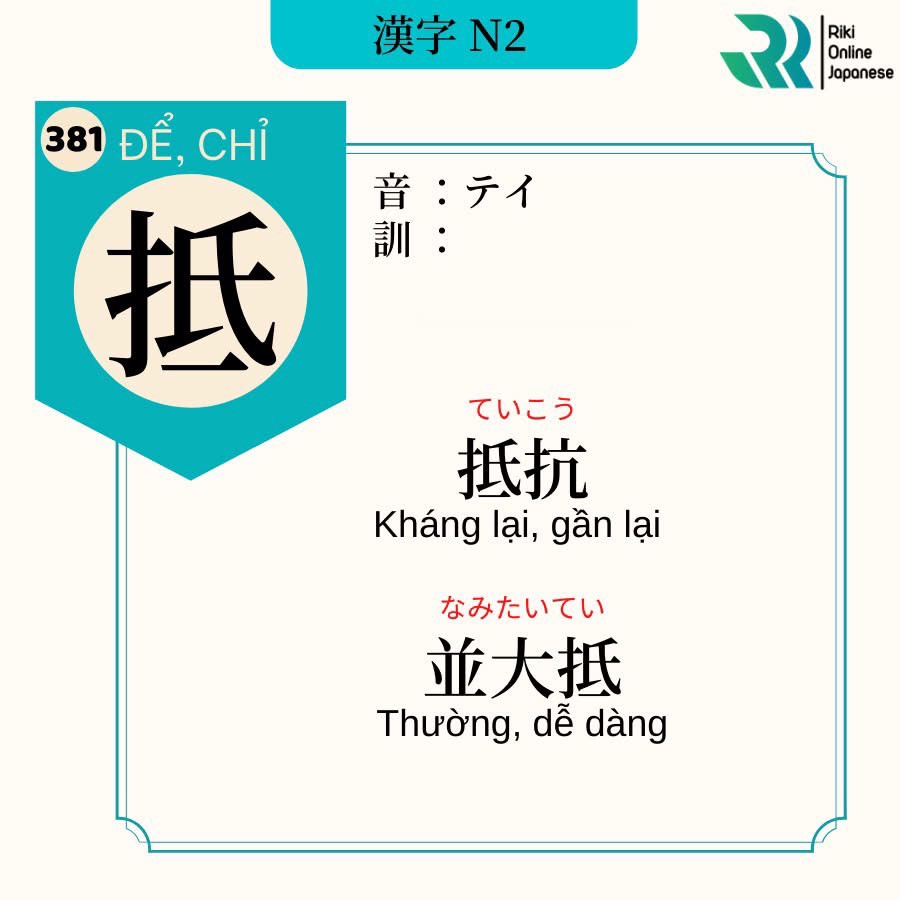 漢字 N2
Riki
Online
Japanese
381 ĐỂ, CHỈ
抵
音：テイ
訓：
ていこう
抵抗
Kháng lại, gần lại
なみたいてい
並大抵
Thường, dễ dàng